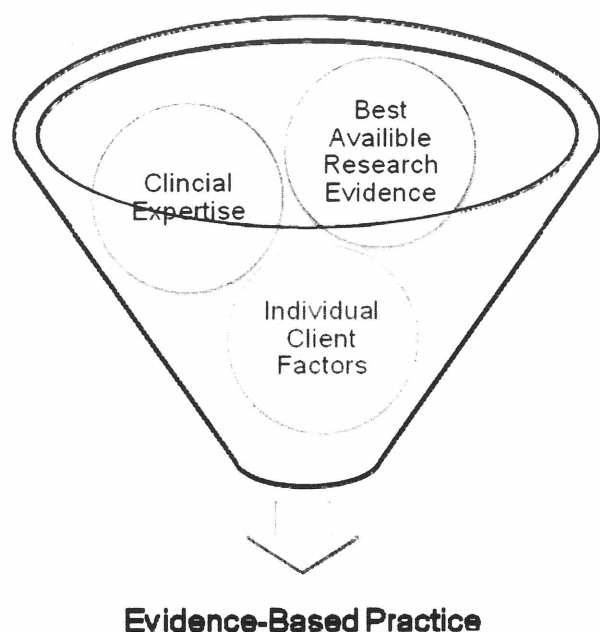 Clincial
Expertise
Best
Availible
Research
Evidence
Individual
Client
Factors
Evidence-Based Practice